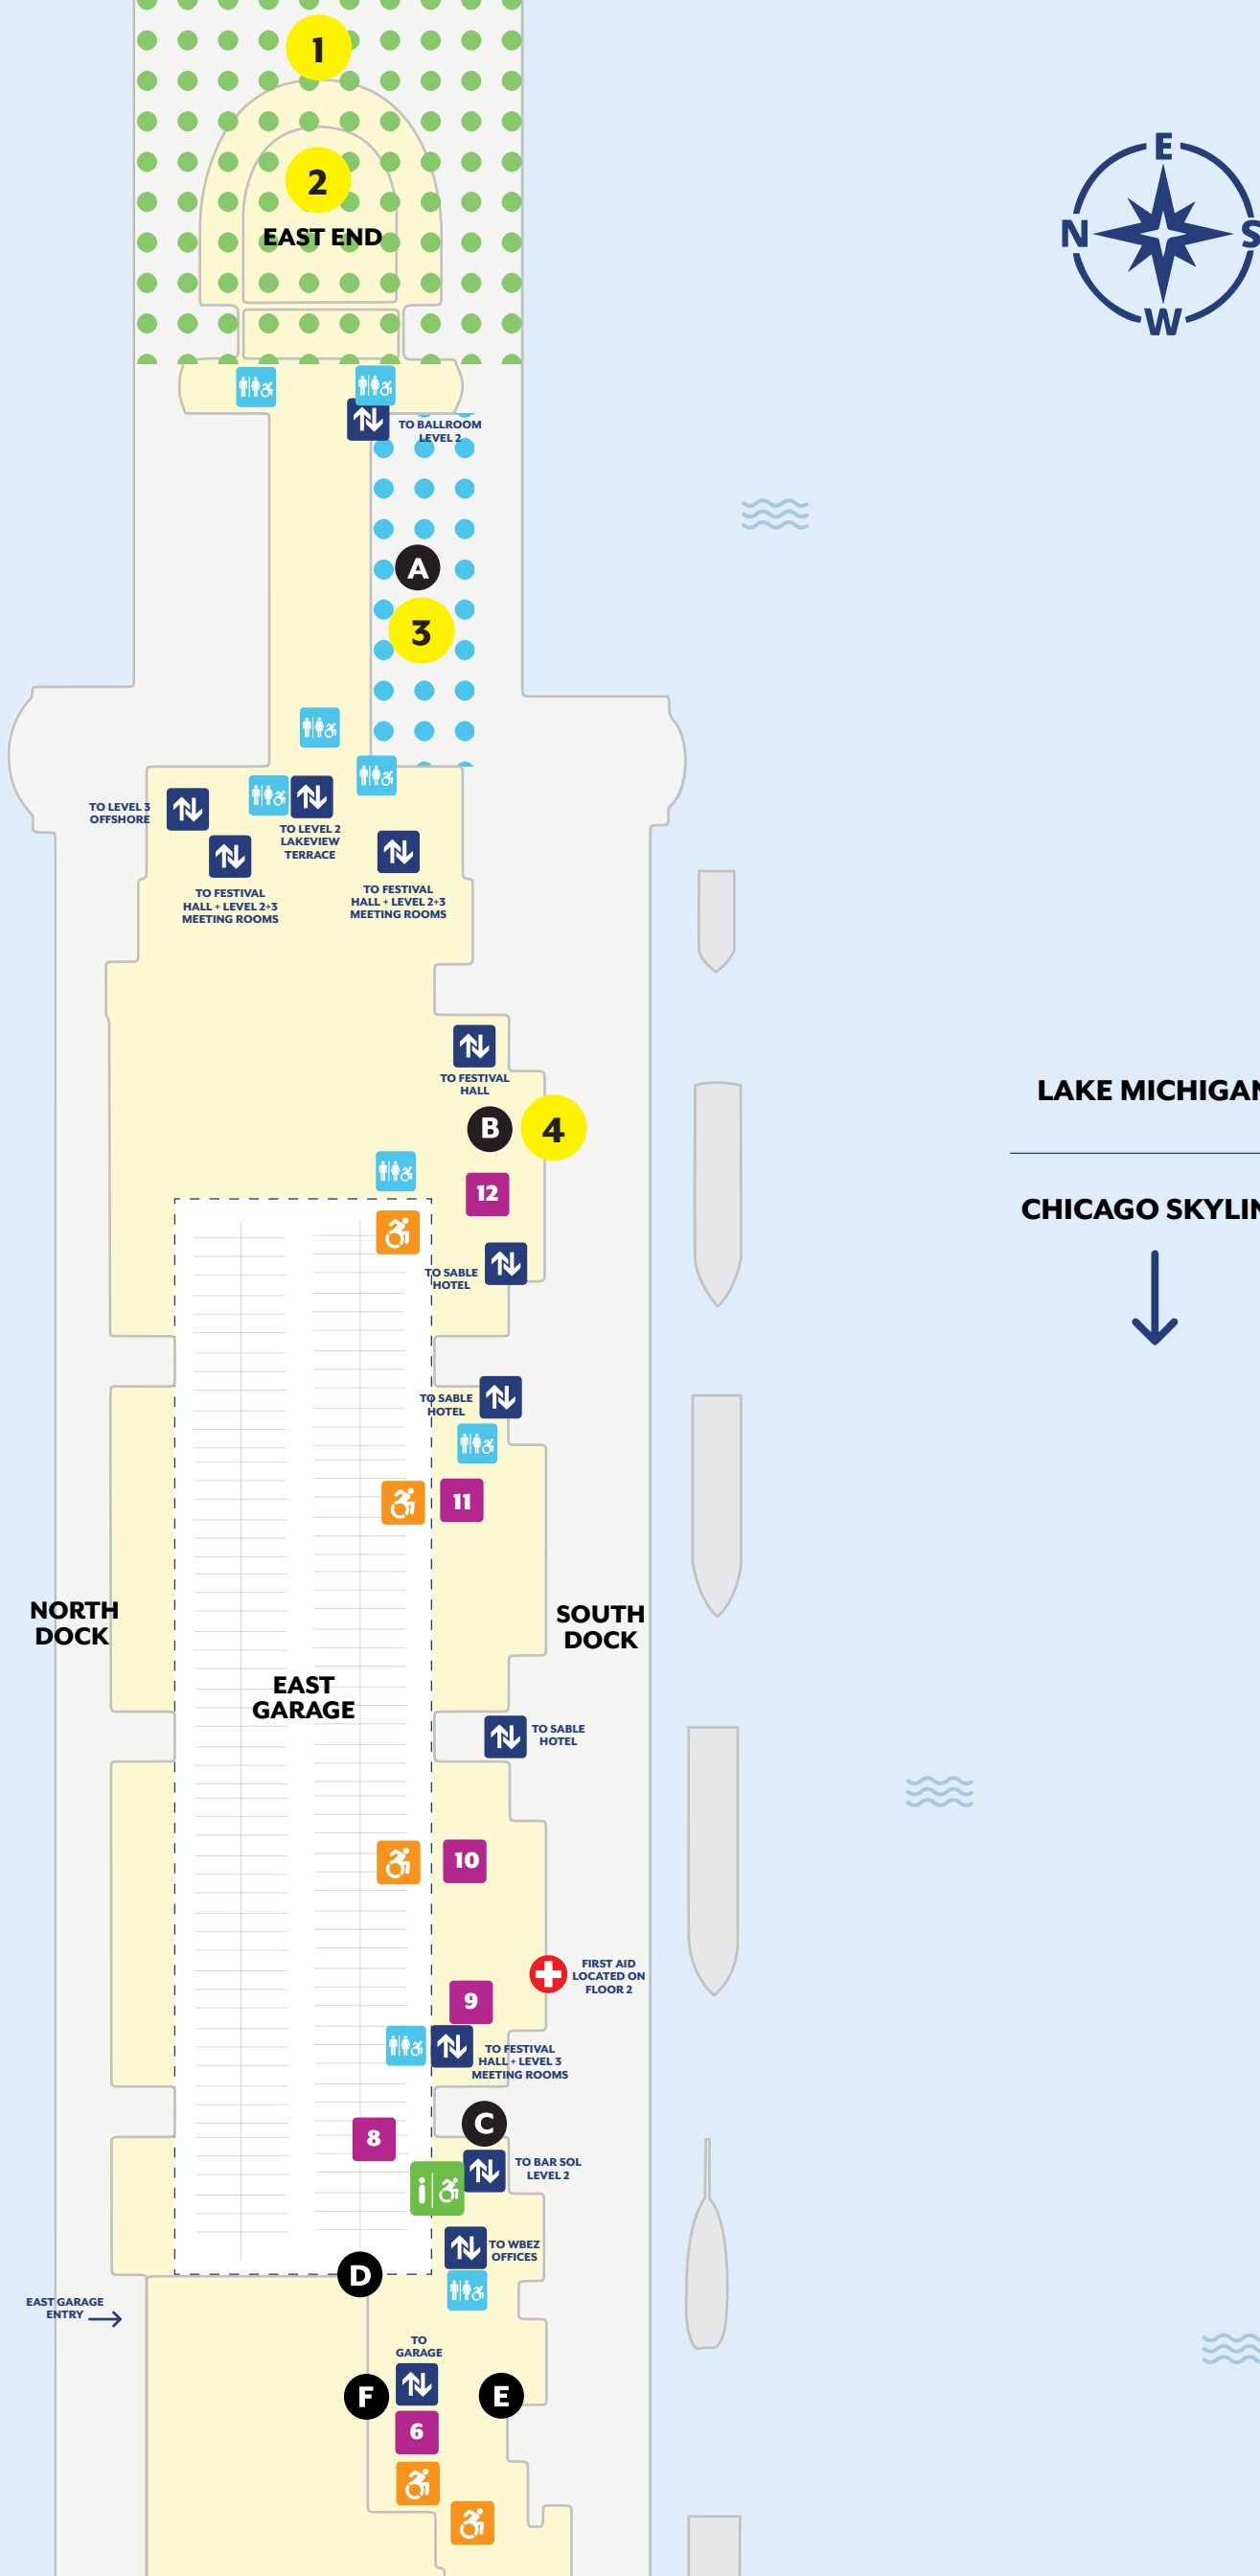 1
E
N
S
W
2
EAST END
TO BALLROOM
LEVEL 2
A
3
TO LEVEL 3
OFFSHORE
TO LEVEL 2
LAKEVIEW
TERRACE
TO FESTIVAL
HALL + LEVEL 2+3
MEETING ROOMS
TO FESTIVAL
HALL + LEVEL 2+3
MEETING ROOMS
TO FESTIVAL
HALL
LAKE MICHIGAN
B
4
12
CHICAGO SKYLIN
TO SABLE
HOTEL
TO SABLE
HOTEL
11
NORTH
DOCK
SOUTH
DOCK
EAST
GARAGE
TO SABLE
HOTEL
10
FIRST AID
LOCATED ON
FLOOR 2
9
TO FESTIVAL
HALL + LEVEL 3
MEETING ROOMS
C
8
TO BAR SOL
LEVEL 2
i
TO WBEZ
OFFICES
D
EAST GARAGE
ENTRY
TO
GARAGE
F
E
6